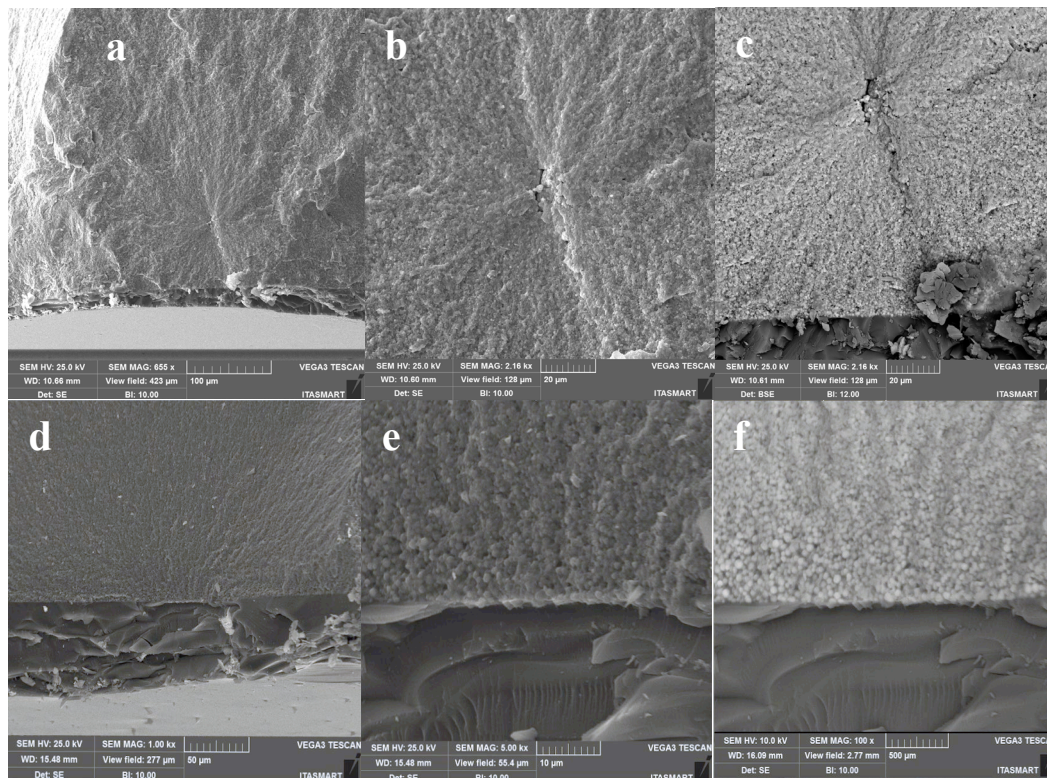 a
SEM HV: 25.0 kV SEM MAG: 655 x VEGA3 TESCAN
WD: 10.66 mm View field: 423 µm 100 µm
Det: SE BI: 10.00 ITASMART
b
SEM HV: 25.0 kV SEM MAG: 2.16 kx VEGA3 TESCAN
WD: 10.60 mm View field: 128 µm 20 µm
Det: SE BI: 10.00 ITASMART
c
SEM HV: 25.0 kV SEM MAG: 2.16 kx VEGA3 TESCAN
WD: 10.61 mm View field: 128 µm 20 µm
Det: BSE BI: 12.00 ITASMART
d
SEM HV: 25.0 kV SEM MAG: 1.00 kx VEGA3 TESCAN
WD: 15.48 mm View field: 277 µm 50 µm
Det: SE BI: 10.00 ITASMART
e
SEM HV: 25.0 kV SEM MAG: 5.00 kx VEGA3 TESCAN
WD: 15.48 mm View field: 55.4 µm 10 µm
Det: SE BI: 10.00 ITASMART
f
SEM HV: 10.0 kV SEM MAG: 100 x VEGA3 TESCAN
WD: 16.09 mm View field: 2.77 mm 500 µm
Det: SE BI: 10.00 ITASMART